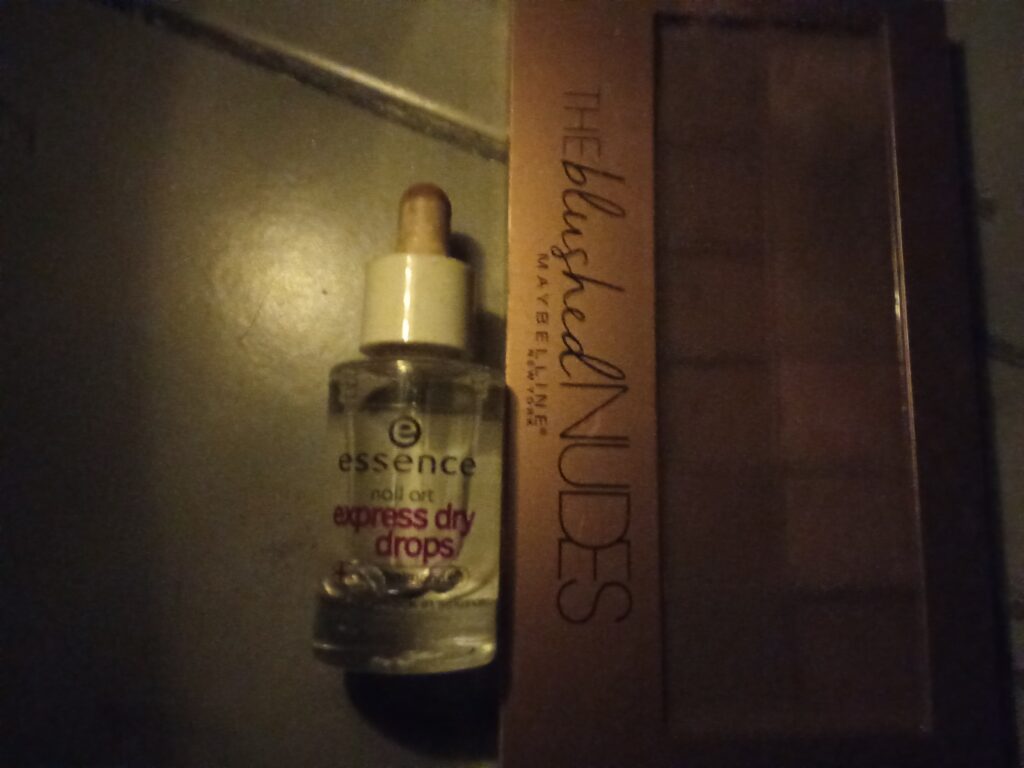 e
essence
nail art
express dry
drops
THE blushed NUDES
MAYBELLINE®
NEW YORK